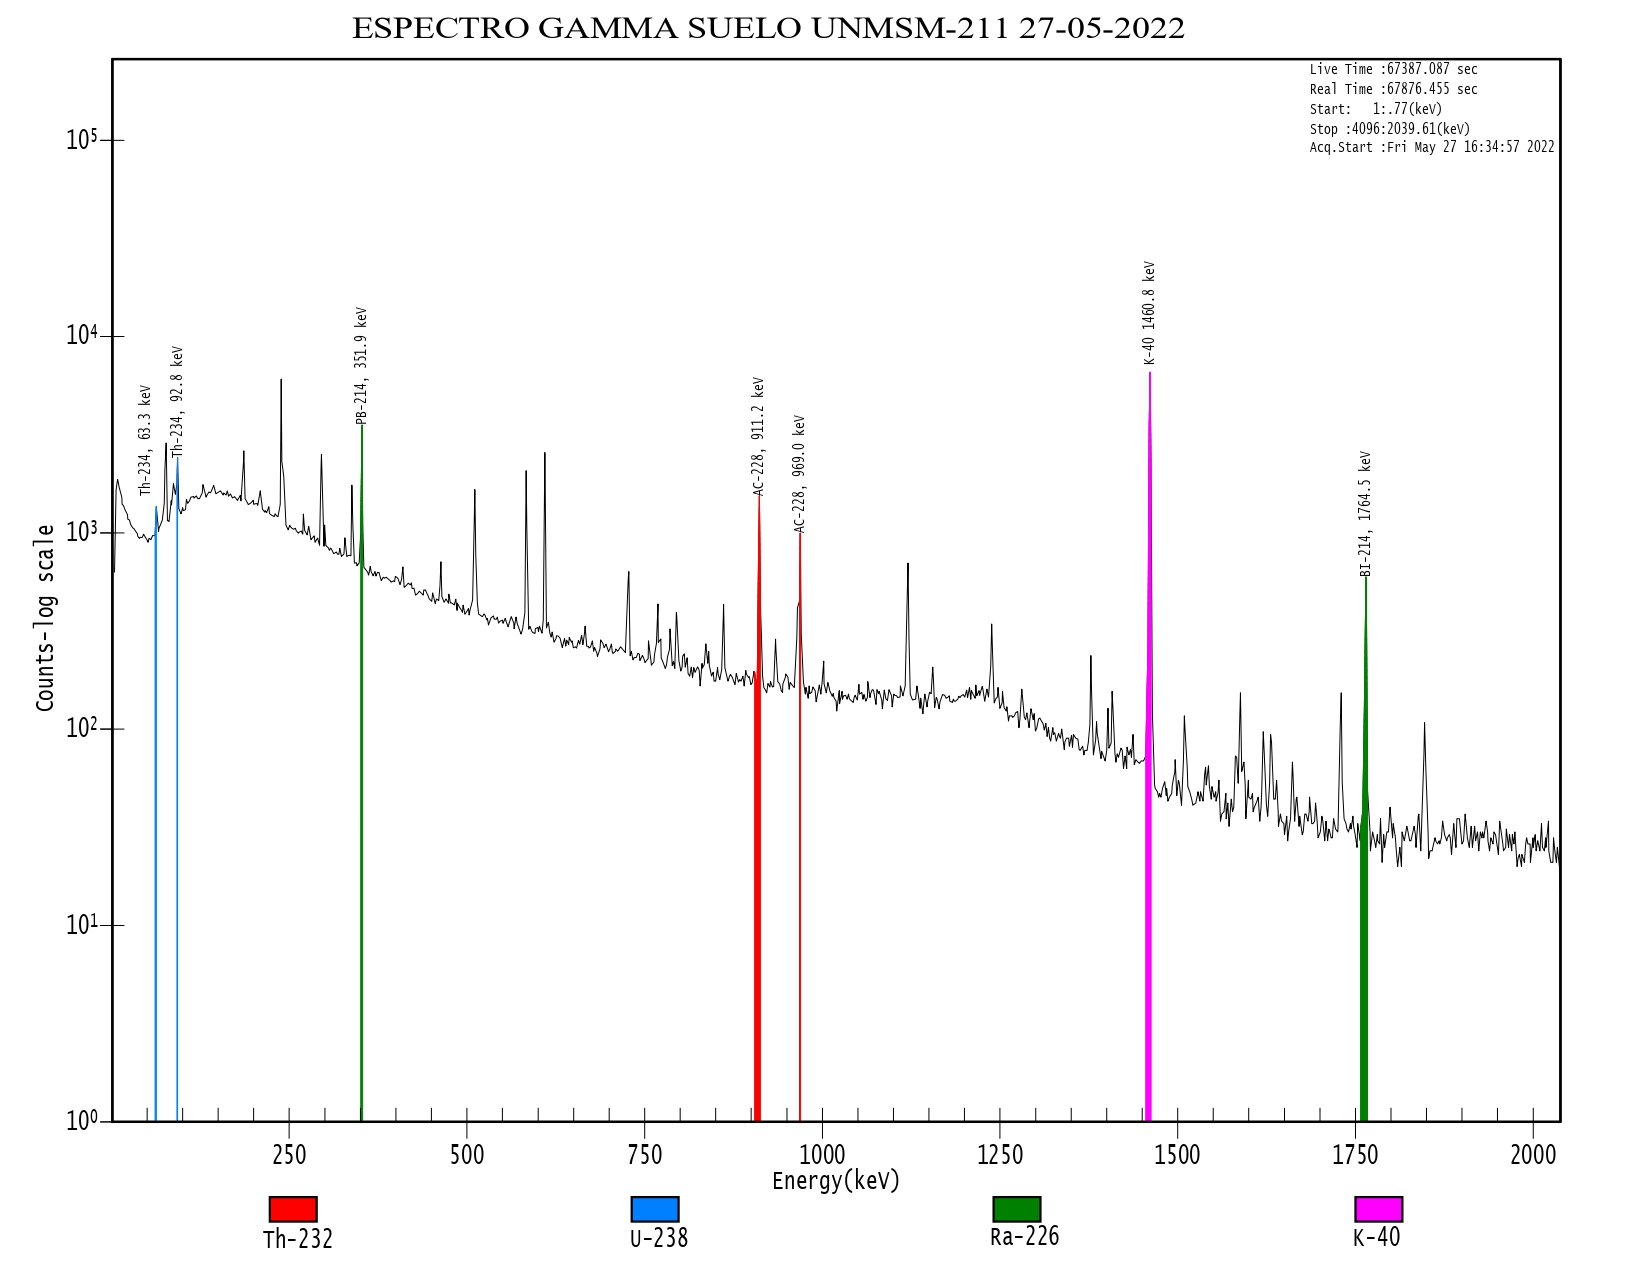 ESPECTRO GAMMA SUELO UNMSM-211 27-05-2022
Live Time :67387.087 sec
Real Time :67876.455 sec
Start:   1:.77(keV)
Stop :4096:2039.61(keV)
Acq.Start :Fri May 27 16:34:57 2022
Counts-log scale
10⁵
10⁴
10³
10²
10¹
10⁰
Th-234, 63.3 keV
Th-234, 92.8 keV
PB-214, 351.9 keV
AC-228, 911.2 keV
AC-228, 969.0 keV
K-40 1460.8 keV
BI-214, 1764.5 keV
250 500 750 1000 1250 1500 1750 2000
Energy(keV)
Th-232 U-238 Ra-226 K-40